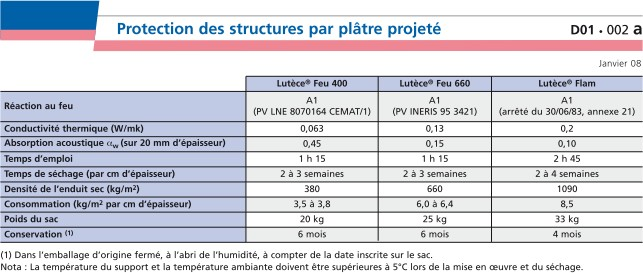 Protection des structures par plâtre projeté D01 • 002 a
Janvier 08
Lutèce® Feu 400 Lutèce® Feu 660 Lutèce® Flam
Réaction au feu A1 A1 A1
(PV LNE 8070164 CEMAT/1) (PV INERIS 95 3421) (arrêté du 30/06/83, annexe 21)
Conductivité thermique (W/mk) 0,063 0,13 0,2
Absorption acoustique αw (sur 20 mm d'épaisseur) 0,45 0,15 0,10
Temps d'emploi 1 h 15 1 h 15 2 h 45
Temps de séchage (par cm d'épaisseur) 2 à 3 semaines 2 à 3 semaines 2 à 4 semaines
Densité de l'enduit sec (kg/m²) 380 660 1090
Consommation (kg/m² par cm d'épaisseur) 3,5 à 3,8 6,0 à 6,4 8,5
Poids du sac 20 kg 25 kg 33 kg
Conservation (1) 6 mois 6 mois 4 mois
(1) Dans l'emballage d'origine fermé, à l'abri de l'humidité, à compter de la date inscrite sur le sac.
Nota : La température du support et la température ambiante doivent être supérieures à 5°C lors de la mise en œuvre et du séchage.